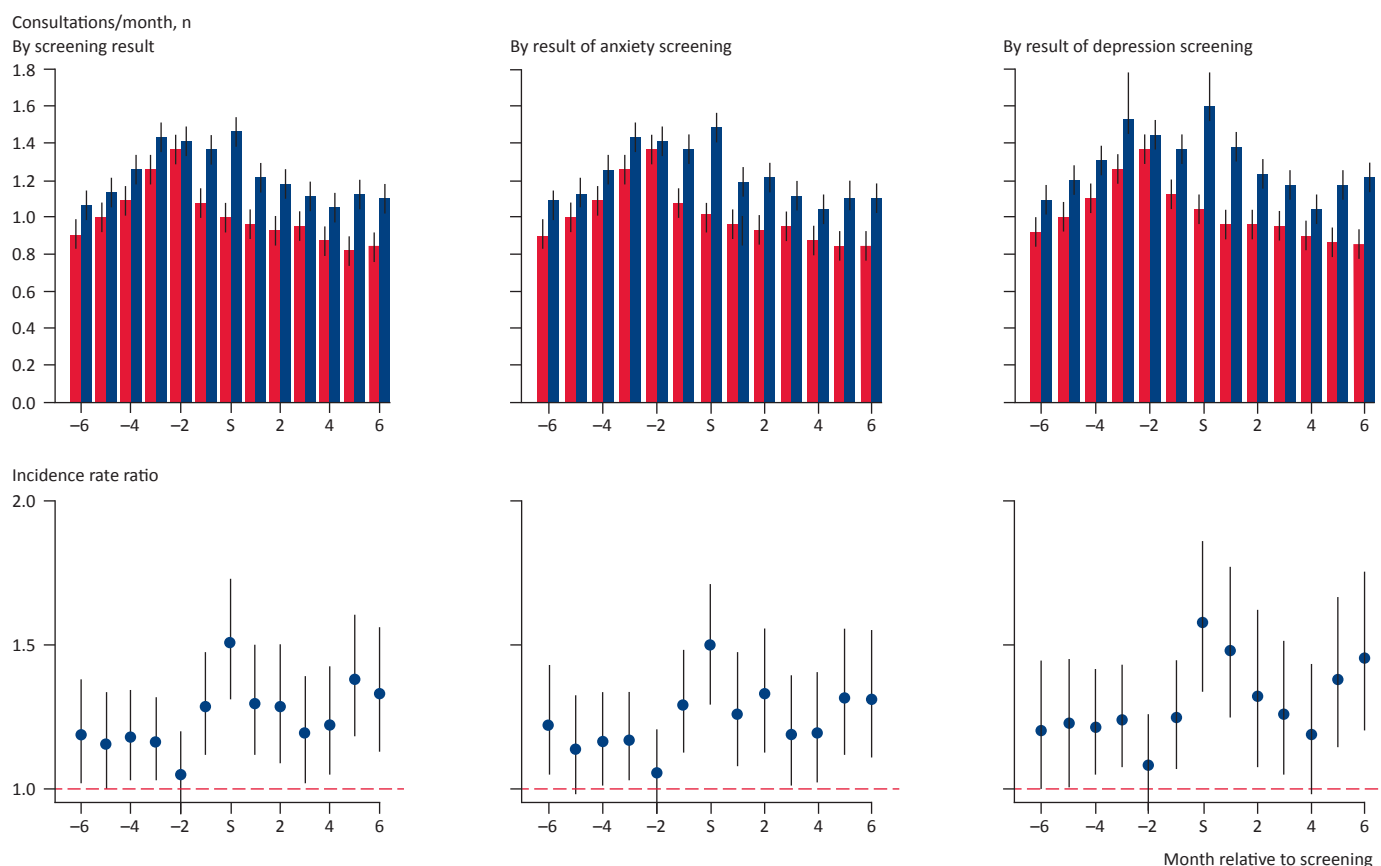 Consultations/month, n
By screening result
By result of anxiety screening
By result of depression screening
1.8
1.6
1.4
1.2
1.0
0.8
0.6
0.4
0.2
0.0
–6 –4 –2 S 2 4 6
–6 –4 –2 S 2 4 6
–6 –4 –2 S 2 4 6
Incidence rate ratio
2.0
1.5
1.0
–6 –4 –2 S 2 4 6
–6 –4 –2 S 2 4 6
–6 –4 –2 S 2 4 6
Month relative to screening